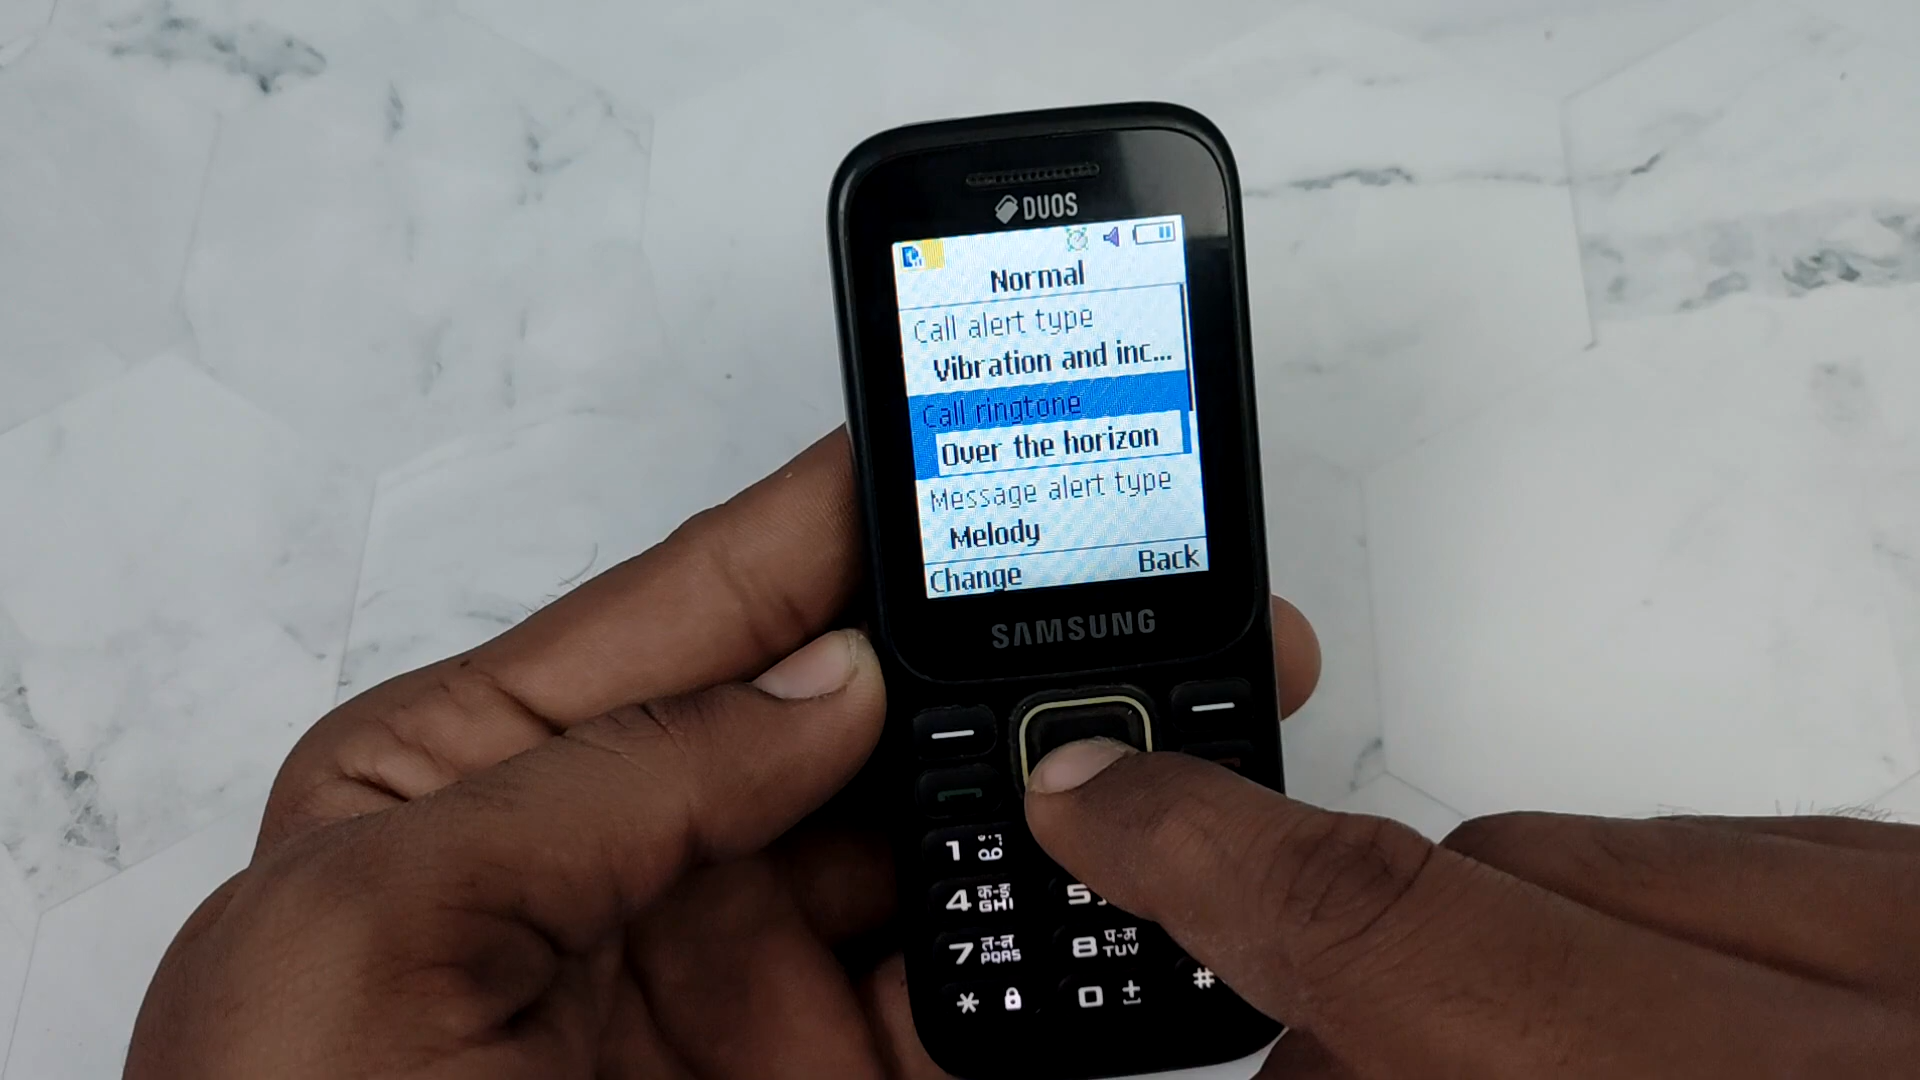 DUOS
Normal
Call alert type
Vibration and inc...
Call ringtone
Over the horizon
Message alert type
Melody
Change Back
SAMSUNG
1
4 क-ङ GHI 5
7 त-न PQRS 8 प-म TUV
* 0 + #